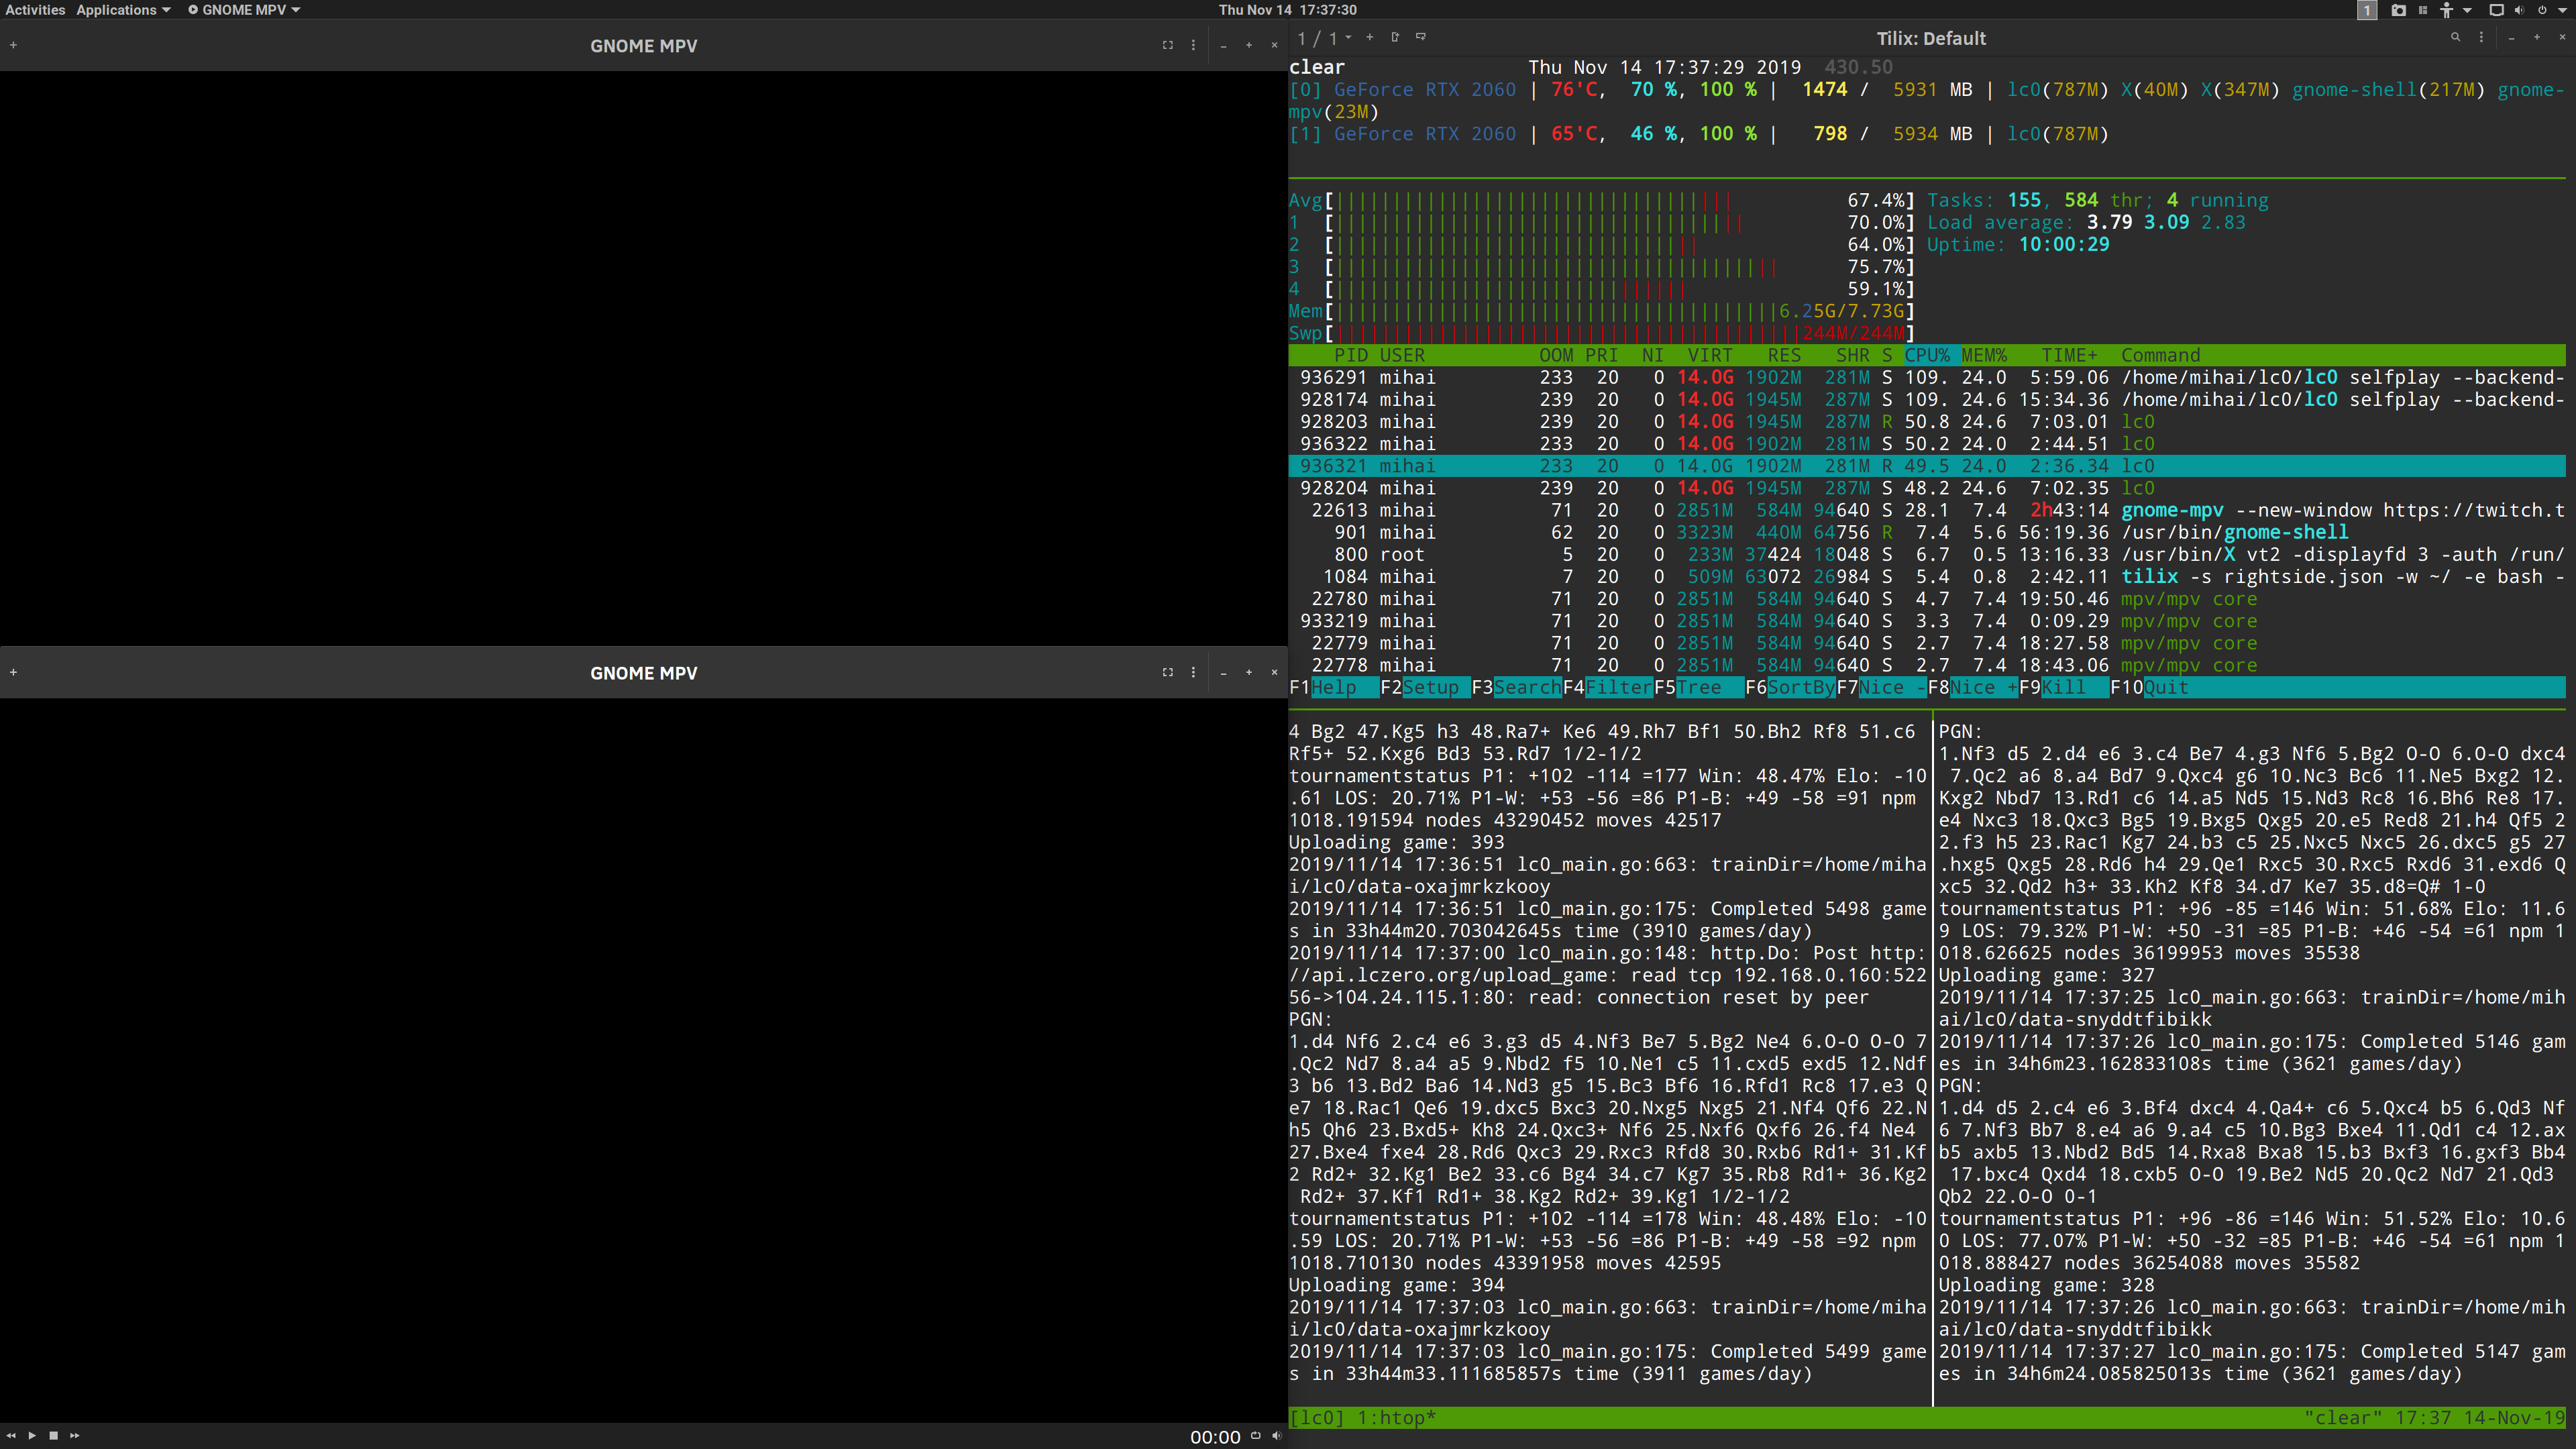 Activities Applications GNOME MPV Thu Nov 14 17:37:30 1
GNOME MPV
GNOME MPV
00:00
1 / 1 Tilix: Default
clear Thu Nov 14 17:37:29 2019 430.50
[0] GeForce RTX 2060 | 76'C, 70 %, 100 % | 1474 / 5931 MB | lc0(787M) X(40M) X(347M) gnome-shell(217M) gnome-
mpv(23M)
[1] GeForce RTX 2060 | 65'C, 46 %, 100 % | 798 / 5934 MB | lc0(787M)
Avg[ 67.4%] Tasks: 155, 584 thr; 4 running
1 [ 70.0%] Load average: 3.79 3.09 2.83
2 [ 64.0%] Uptime: 10:00:29
3 [ 75.7%]
4 [ 59.1%]
Mem[ 6.25G/7.73G]
Swp[ 244M/244M]
PID USER OOM PRI NI VIRT RES SHR S CPU% MEM% TIME+ Command
936291 mihai 233 20 0 14.0G 1902M 281M S 109. 24.0 5:59.06 /home/mihai/lc0/lc0 selfplay --backend-
928174 mihai 239 20 0 14.0G 1945M 287M S 109. 24.6 15:34.36 /home/mihai/lc0/lc0 selfplay --backend-
928203 mihai 239 20 0 14.0G 1945M 287M R 50.8 24.6 7:03.01 lc0
936322 mihai 233 20 0 14.0G 1902M 281M S 50.2 24.0 2:44.51 lc0
936321 mihai 233 20 0 14.0G 1902M 281M R 49.5 24.0 2:36.34 lc0
928204 mihai 239 20 0 14.0G 1945M 287M S 48.2 24.6 7:02.35 lc0
22613 mihai 71 20 0 2851M 584M 94640 S 28.1 7.4 2h43:14 gnome-mpv --new-window https://twitch.t
901 mihai 62 20 0 3323M 440M 64756 R 7.4 5.6 56:19.36 /usr/bin/gnome-shell
800 root 5 20 0 233M 37424 18048 S 6.7 0.5 13:16.33 /usr/bin/X vt2 -displayfd 3 -auth /run/
1084 mihai 7 20 0 509M 63072 26984 S 5.4 0.8 2:42.11 tilix -s rightside.json -w ~/ -e bash -
22780 mihai 71 20 0 2851M 584M 94640 S 4.7 7.4 19:50.46 mpv/mpv core
933219 mihai 71 20 0 2851M 584M 94640 S 3.3 7.4 0:09.29 mpv/mpv core
22779 mihai 71 20 0 2851M 584M 94640 S 2.7 7.4 18:27.58 mpv/mpv core
22778 mihai 71 20 0 2851M 584M 94640 S 2.7 7.4 18:43.06 mpv/mpv core
F1Help F2Setup F3SearchF4FilterF5Tree F6SortByF7Nice -F8Nice +F9Kill F10Quit
4 Bg2 47.Kg5 h3 48.Ra7+ Ke6 49.Rh7 Bf1 50.Bh2 Rf8 51.c6
Rf5+ 52.Kxg6 Bd3 53.Rd7 1/2-1/2
tournamentstatus P1: +102 -114 =177 Win: 48.47% Elo: -10
.61 LOS: 20.71% P1-W: +53 -56 =86 P1-B: +49 -58 =91 npm
1018.191594 nodes 43290452 moves 42517
Uploading game: 393
2019/11/14 17:36:51 lc0_main.go:663: trainDir=/home/miha
i/lc0/data-oxajmrkzkooy
2019/11/14 17:36:51 lc0_main.go:175: Completed 5498 game
s in 33h44m20.703042645s time (3910 games/day)
2019/11/14 17:37:00 lc0_main.go:148: http.Do: Post http:
//api.lczero.org/upload_game: read tcp 192.168.0.160:522
56->104.24.115.1:80: read: connection reset by peer
PGN:
1.d4 Nf6 2.c4 e6 3.g3 d5 4.Nf3 Be7 5.Bg2 Ne4 6.O-O O-O 7
.Qc2 Nd7 8.a4 a5 9.Nbd2 f5 10.Ne1 c5 11.cxd5 exd5 12.Ndf
3 b6 13.Bd2 Ba6 14.Nd3 g5 15.Bc3 Bf6 16.Rfd1 Rc8 17.e3 Q
e7 18.Rac1 Qe6 19.dxc5 Bxc3 20.Nxg5 Nxg5 21.Nf4 Qf6 22.N
h5 Qh6 23.Bxd5+ Kh8 24.Qxc3+ Nf6 25.Nxf6 Qxf6 26.f4 Ne4
27.Bxe4 fxe4 28.Rd6 Qxc3 29.Rxc3 Rfd8 30.Rxb6 Rd1+ 31.Kf
2 Rd2+ 32.Kg1 Be2 33.c6 Bg4 34.c7 Kg7 35.Rb8 Rd1+ 36.Kg2
Rd2+ 37.Kf1 Rd1+ 38.Kg2 Rd2+ 39.Kg1 1/2-1/2
tournamentstatus P1: +102 -114 =178 Win: 48.48% Elo: -10
.59 LOS: 20.71% P1-W: +53 -56 =86 P1-B: +49 -58 =92 npm
1018.710130 nodes 43391958 moves 42595
Uploading game: 394
2019/11/14 17:37:03 lc0_main.go:663: trainDir=/home/miha
i/lc0/data-oxajmrkzkooy
2019/11/14 17:37:03 lc0_main.go:175: Completed 5499 game
s in 33h44m33.111685857s time (3911 games/day)
PGN:
1.Nf3 d5 2.d4 e6 3.c4 Be7 4.g3 Nf6 5.Bg2 O-O 6.O-O dxc4
7.Qc2 a6 8.a4 Bd7 9.Qxc4 g6 10.Nc3 Bc6 11.Ne5 Bxg2 12.
Kxg2 Nbd7 13.Rd1 c6 14.a5 Nd5 15.Nd3 Rc8 16.Bh6 Re8 17.
e4 Nxc3 18.Qxc3 Bg5 19.Bxg5 Qxg5 20.e5 Red8 21.h4 Qf5 2
2.f3 h5 23.Rac1 Kg7 24.b3 c5 25.Nxc5 Nxc5 26.dxc5 g5 27
.hxg5 Qxg5 28.Rd6 h4 29.Qe1 Rxc5 30.Rxc5 Rxd6 31.exd6 Q
xc5 32.Qd2 h3+ 33.Kh2 Kf8 34.d7 Ke7 35.d8=Q# 1-0
tournamentstatus P1: +96 -85 =146 Win: 51.68% Elo: 11.6
9 LOS: 79.32% P1-W: +50 -31 =85 P1-B: +46 -54 =61 npm 1
018.626625 nodes 36199953 moves 35538
Uploading game: 327
2019/11/14 17:37:25 lc0_main.go:663: trainDir=/home/mih
ai/lc0/data-snyddtfibikk
2019/11/14 17:37:26 lc0_main.go:175: Completed 5146 gam
es in 34h6m23.162833108s time (3621 games/day)
PGN:
1.d4 d5 2.c4 e6 3.Bf4 dxc4 4.Qa4+ c6 5.Qxc4 b5 6.Qd3 Nf
6 7.Nf3 Bb7 8.e4 a6 9.a4 c5 10.Bg3 Bxe4 11.Qd1 c4 12.ax
b5 axb5 13.Nbd2 Bd5 14.Rxa8 Bxa8 15.b3 Bxf3 16.gxf3 Bb4
17.bxc4 Qxd4 18.cxb5 O-O 19.Be2 Nd5 20.Qc2 Nd7 21.Qd3
Qb2 22.O-O 0-1
tournamentstatus P1: +96 -86 =146 Win: 51.52% Elo: 10.6
0 LOS: 77.07% P1-W: +50 -32 =85 P1-B: +46 -54 =61 npm 1
018.888427 nodes 36254088 moves 35582
Uploading game: 328
2019/11/14 17:37:26 lc0_main.go:663: trainDir=/home/mih
ai/lc0/data-snyddtfibikk
2019/11/14 17:37:27 lc0_main.go:175: Completed 5147 gam
es in 34h6m24.085825013s time (3621 games/day)
[lc0] 1:htop* "clear" 17:37 14-Nov-19